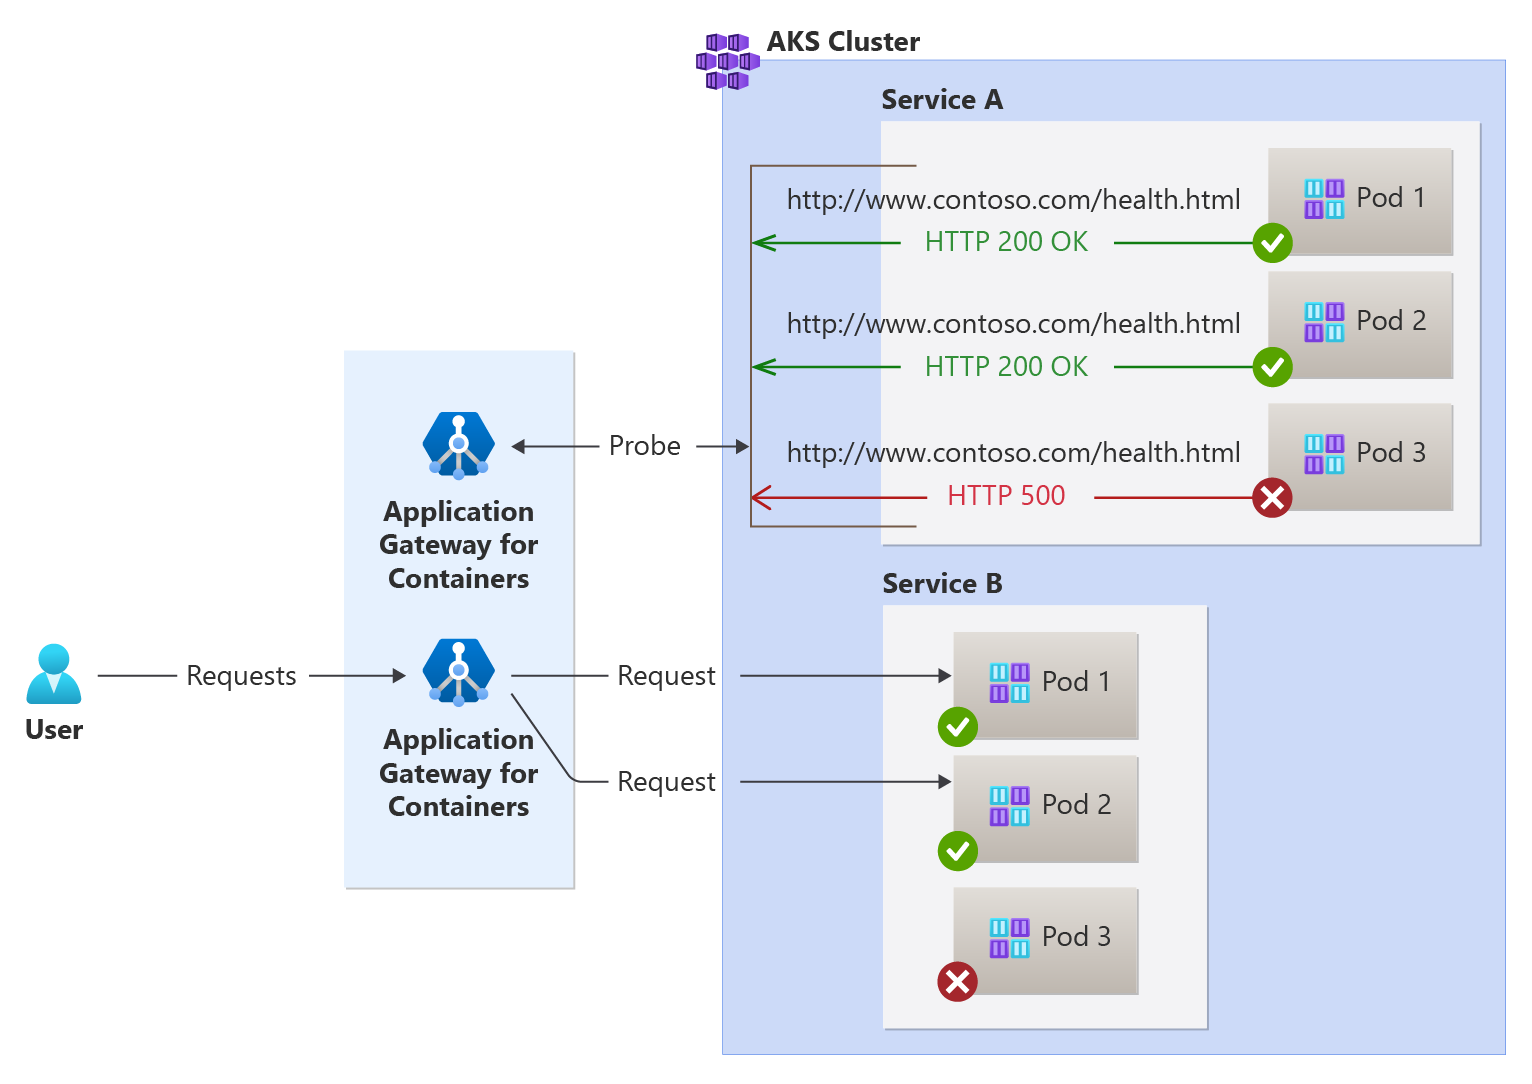 AKS Cluster
Service A
http://www.contoso.com/health.html
Pod 1
HTTP 200 OK
http://www.contoso.com/health.html
Pod 2
HTTP 200 OK
Probe
http://www.contoso.com/health.html
Pod 3
HTTP 500
Application
Gateway for
Containers
Service B
User
Requests
Application
Gateway for
Containers
Request
Pod 1
Request
Pod 2
Pod 3